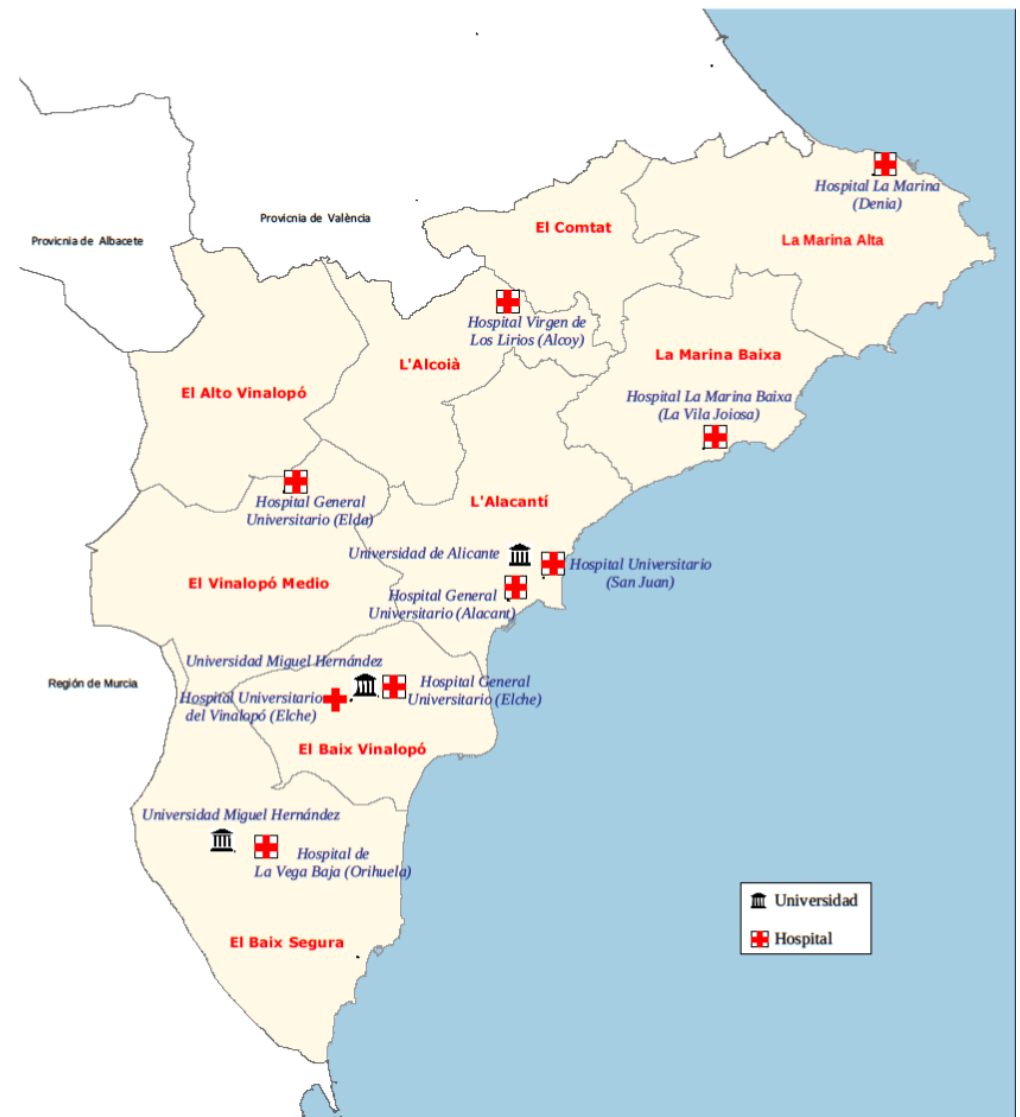 Hospital La Marina
(Denia)
Provicnia de València
El Comtat
Provicnia de Albacete
La Marina Alta
Hospital Virgen de
Los Lirios (Alcoy)
La Marina Baixa
L'Alcoià
El Alto Vinalopó
Hospital La Marina Baixa
(La Vila Joiosa)
Hospital General
Universitario (Elda)
L'Alacantí
Universidad de Alicante
Hospital Universitario
(San Juan)
El Vinalopó Medio
Hospital General
Universitario (Alacant)
Universidad Miguel Hernández
Región de Murcia
Hospital General
Universitario (Elche)
Hospital Universitario
del Vinalopó (Elche)
El Baix Vinalopó
Universidad Miguel Hernández
Hospital de
La Vega Baja (Orihuela)
Universidad
Hospital
El Baix Segura